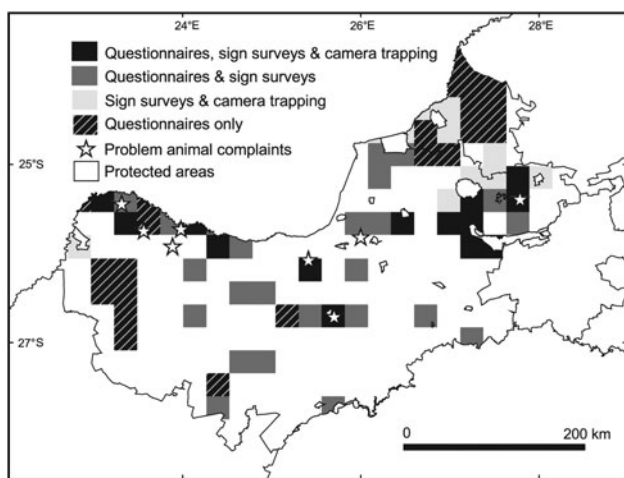 24°E 26°E 28°E
Questionnaires, sign surveys & camera trapping
Questionnaires & sign surveys
Sign surveys & camera trapping
Questionnaires only
Problem animal complaints
Protected areas
25°S
27°S
0 200 km